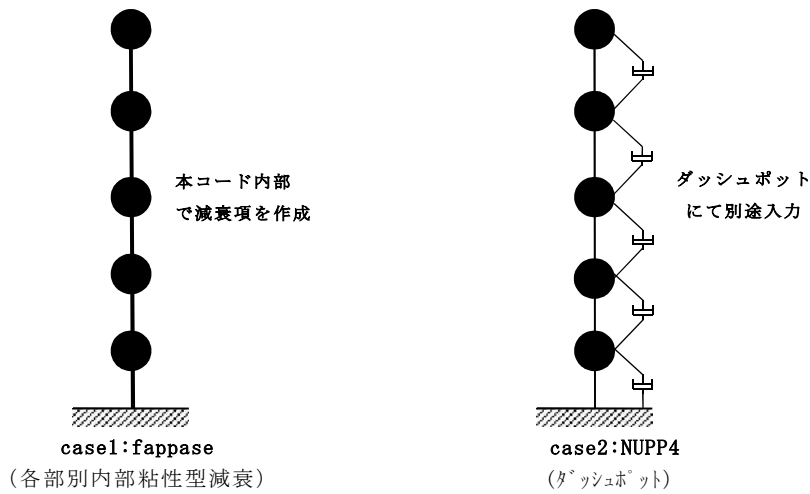 本コード内部
で減衰項を作成
ダッシュポット
にて別途入力
case1:fappase
（各部別内部粘性型減衰）
case2:NUPP4
（ﾀﾞｯｼｭﾎﾟｯﾄ）